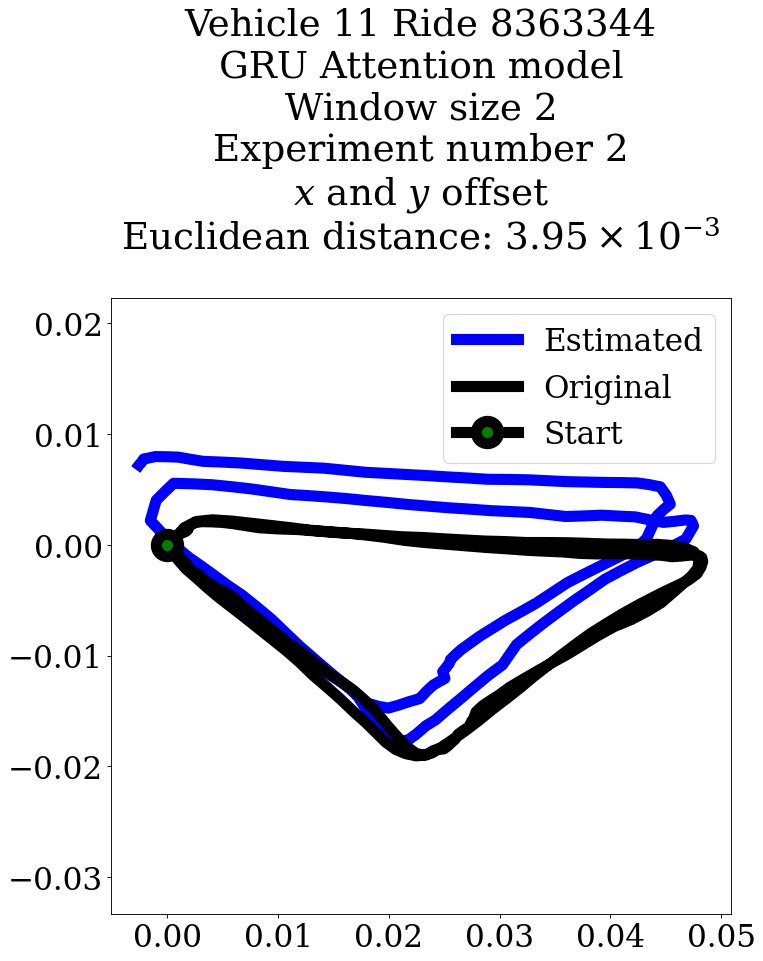 Vehicle 11 Ride 8363344
GRU Attention model
Window size 2
Experiment number 2
x and y offset
Euclidean distance: 3.95 × 10⁻³
Estimated
Original
Start
0.02
0.01
0.00
−0.01
−0.02
−0.03
0.00 0.01 0.02 0.03 0.04 0.05